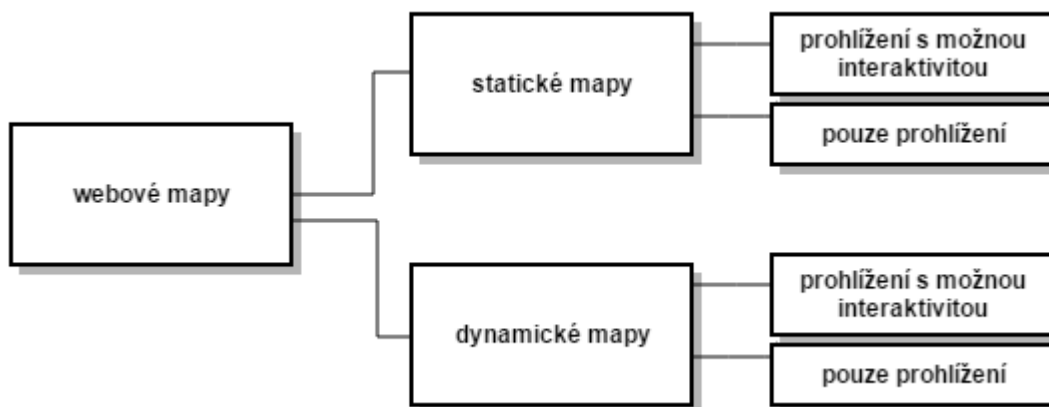 webové mapy
statické mapy
prohlížení s možnou
interaktivitou
pouze prohlížení
dynamické mapy
prohlížení s možnou
interaktivitou
pouze prohlížení